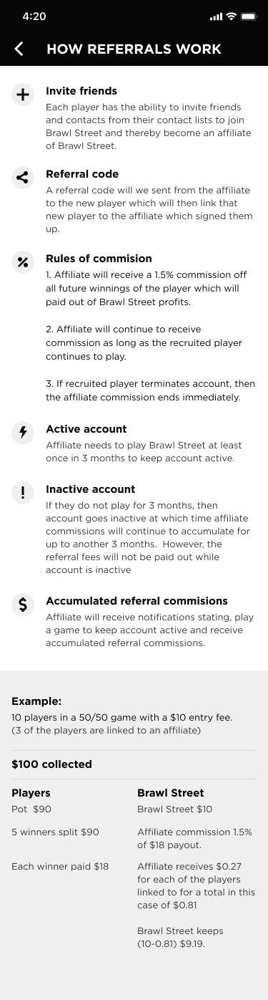 4:20
HOW REFERRALS WORK
Invite friends
Each player has the ability to invite friends
and contacts from their contact lists to join
Brawl Street and thereby become an affiliate
of Brawl Street.
Referral code
A referral code will we sent from the affiliate
to the new player which will then link that
new player to the affiliate which signed them
up.
Rules of commision
1. Affiliate will receive a 1.5% commission off
all future winnings of the player which will
paid out of Brawl Street profits.
2. Affiliate will continue to receive
commission as long as the recruited player
continues to play.
3. If recruited player terminates account, then
the affiliate commission ends immediately.
Active account
Affiliate needs to play Brawl Street at least
once in 3 months to keep account active.
Inactive account
If they do not play for 3 months, then
account goes inactive at which time affiliate
commissions will continue to accumulate for
up to another 3 months.  However, the
referral fees will not be paid out while
account is inactive
Accumulated referral commisions
Affiliate will receive notifications stating, play
a game to keep account active and receive
accumulated referral commissions.
Example:
10 players in a 50/50 game with a $10 entry fee.
(3 of the players are linked to an affiliate)
$100 collected
Players
Pot  $90
5 winners split $90
Each winner paid $18
Brawl Street
Brawl Street $10
Affiliate commission 1.5%
of $18 payout.
Affiliate receives $0.27
for each of the players
linked to for a total in this
case of $0.81
Brawl Street keeps
(10-0.81) $9.19.